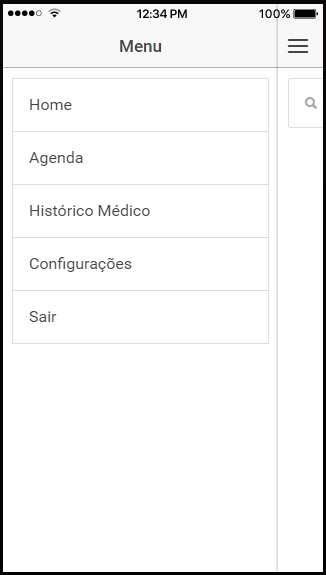 12:34 PM 100%
Menu
Home
Agenda
Histórico Médico
Configurações
Sair